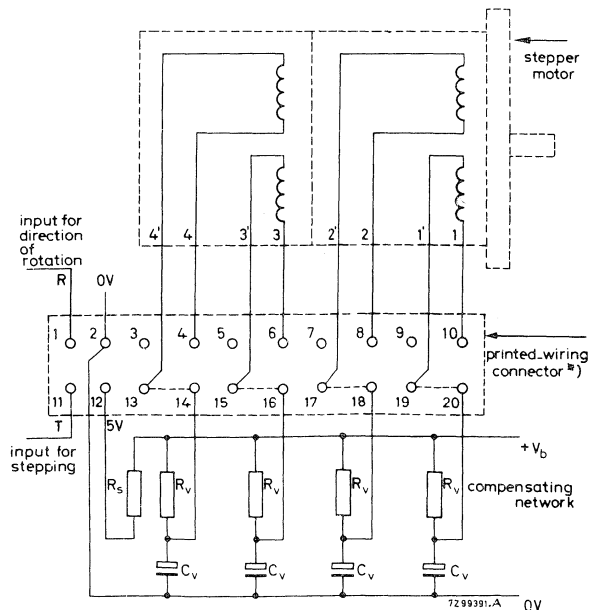 stepper
motor
4' 4 3' 3 2' 2 1' 1
input for
direction
of
rotation
R
0V
1 2 3 4 5 6 7 8 9 10
printed-wiring
connector *)
11 12 13 14 15 16 17 18 19 20
T 5V
input for
stepping
+Vb
Rs Rv Rv Rv Rv
compensating
network
Cv Cv Cv Cv
7Z99391.A
0V